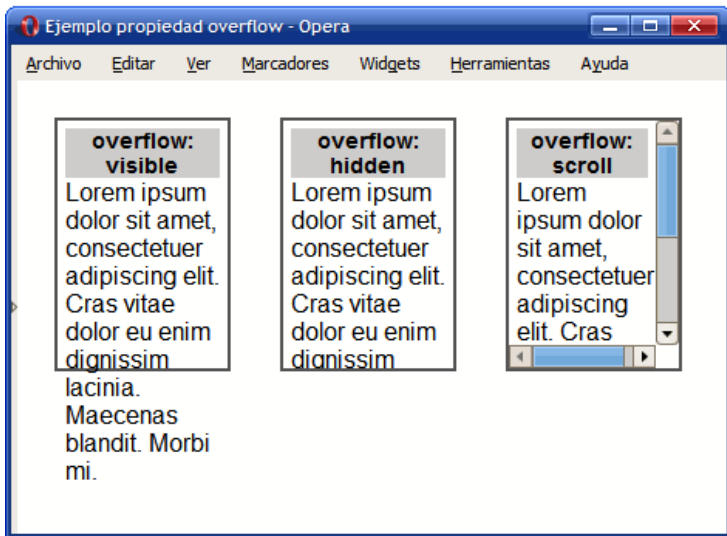 Ejemplo propiedad overflow - Opera
Archivo Editar Ver Marcadores Widgets Herramientas Ayuda
overflow:
visible
Lorem ipsum
dolor sit amet,
consectetuer
adipiscing elit.
Cras vitae
dolor eu enim
dignissim
lacinia.
Maecenas
blandit. Morbi
mi.
overflow:
hidden
Lorem ipsum
dolor sit amet,
consectetuer
adipiscing elit.
Cras vitae
dolor eu enim
dignissim
overflow:
scroll
Lorem
ipsum dolor
sit amet,
consectetuer
adipiscing
elit. Cras